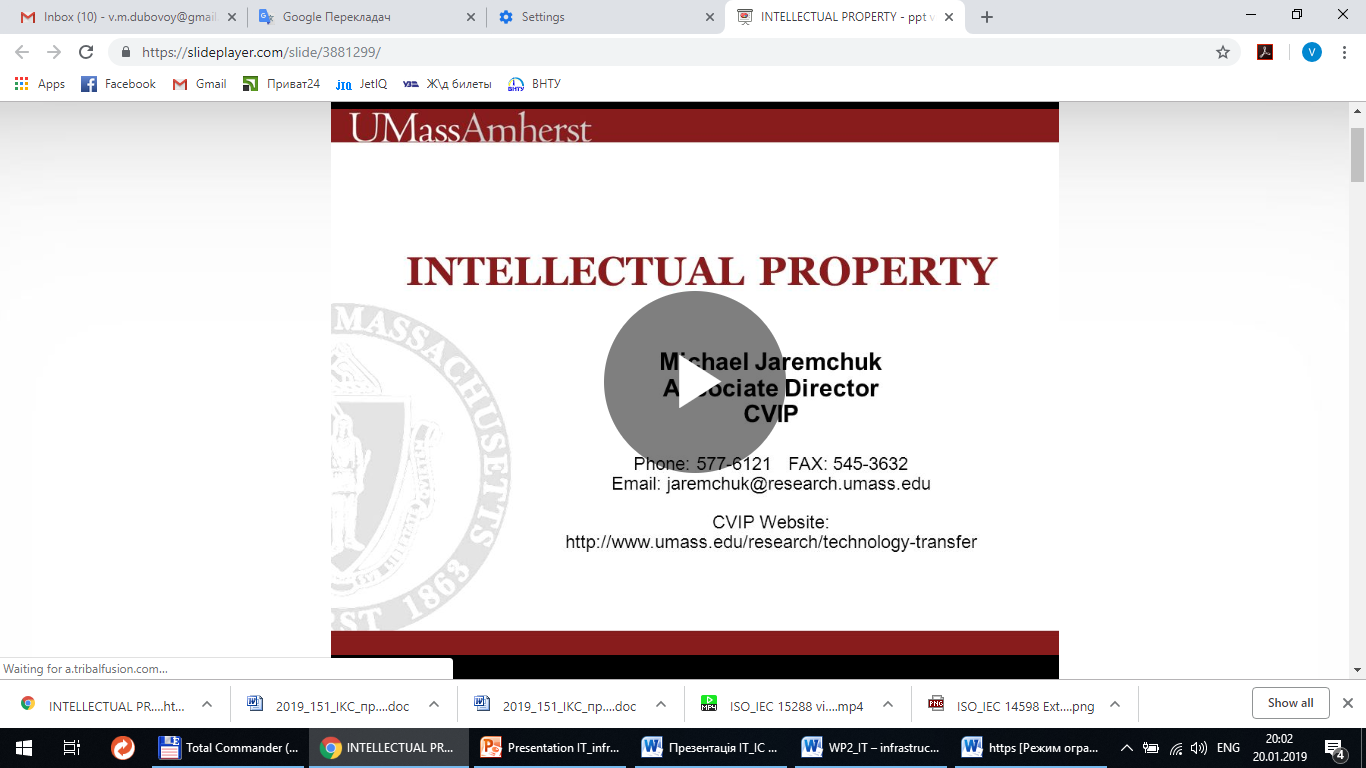 Inbox (10) - v.m.dubovoy@gmail
Google Перекладач
Settings
INTELLECTUAL PROPERTY - ppt v
https://slideplayer.com/slide/3881299/
V
Apps
Facebook
Gmail
Приват24
JetIQ
Ж\д билеты
ВНТУ
UMassAmherst
INTELLECTUAL PROPERTY
Michael Jaremchuk
Associate Director
CVIP
Phone: 577-6121 FAX: 545-3632
Email: jaremchuk@research.umass.edu
CVIP Website:
http://www.umass.edu/research/technology-transfer
MASSACHUSETTS
1863
Waiting for a.tribalfusion.com...
INTELLECTUAL PR....ht...
2019_151_ІКС_пр....doc
2019_151_ІКС_пр....doc
ISO_IEC 15288 vi....mp4
ISO_IEC 14598 Ext....png
Show all
Total Commander (...
INTELLECTUAL PR...
Presentation IT_infr...
Презентація IT_IC ...
WP2_IT – infrastruc...
https [Режим огра...
ENG
20:02
20.01.2019
4